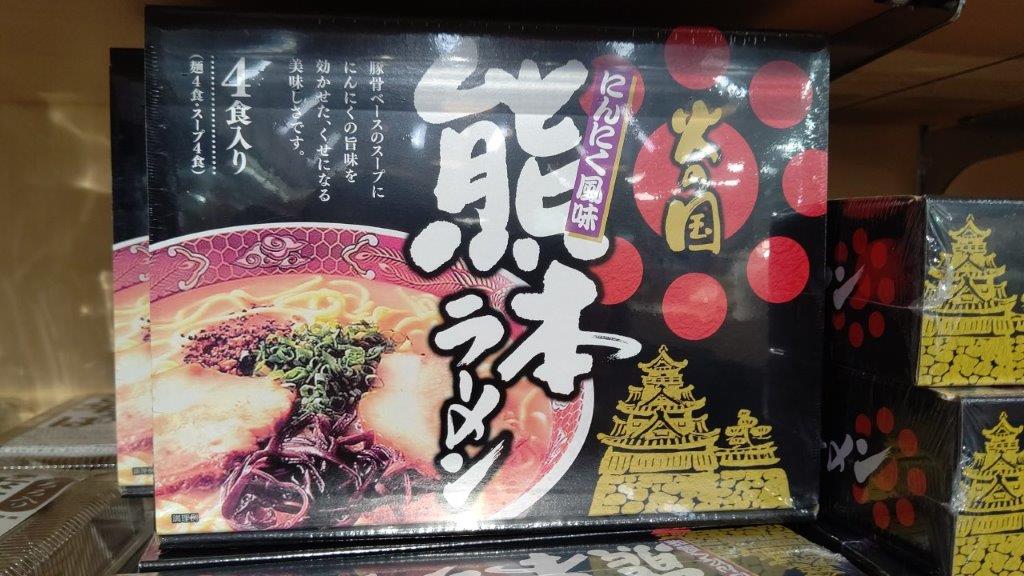 火の国
にんにく風味
熊本
ラーメン
豚骨ベースのスープに
にんにくの旨味を
効かせた、くせになる
美味しさです。
4食入り
(麺4食・スープ4食)
調理例
メン